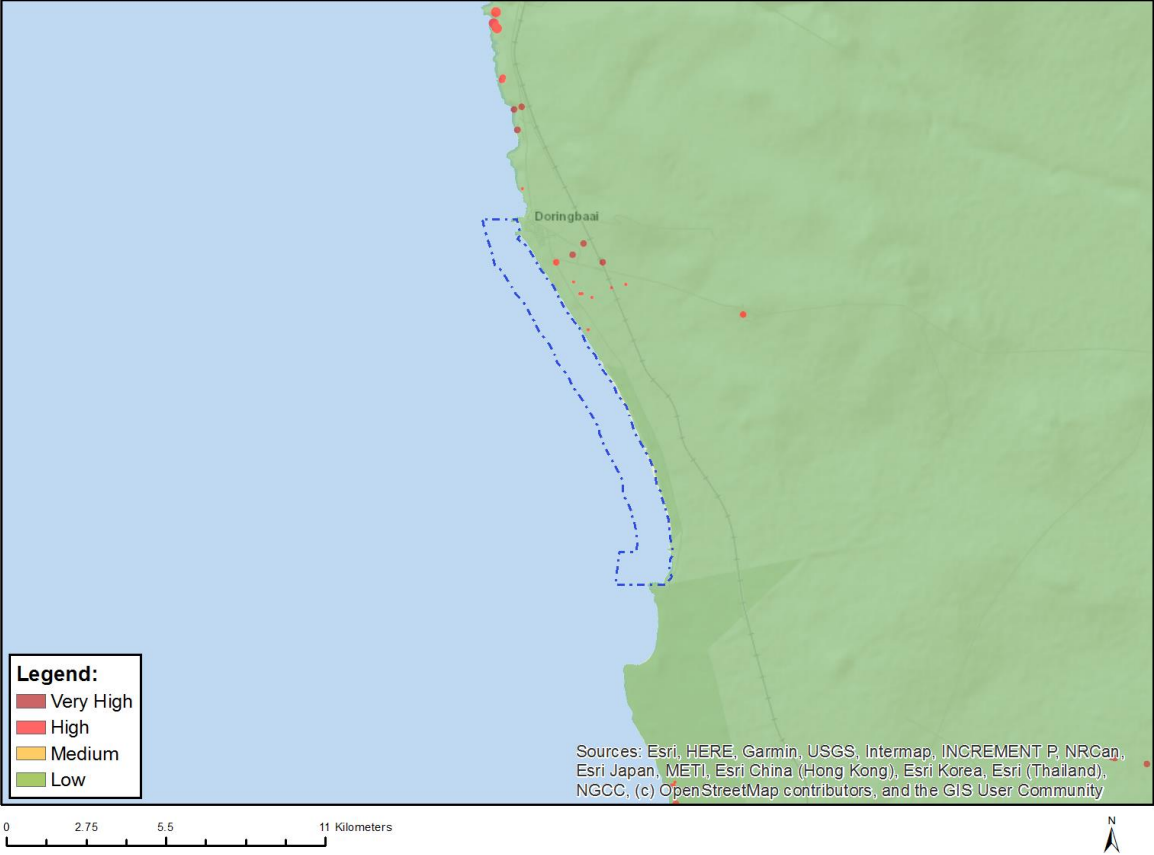 Doringbaai
Legend:
Very High
High
Medium
Low
Sources: Esri, HERE, Garmin, USGS, Intermap, INCREMENT P, NRCan,
Esri Japan, METI, Esri China (Hong Kong), Esri Korea, Esri (Thailand),
NGCC, (c) OpenStreetMap contributors, and the GIS User Community
0 2.75 5.5 11 Kilometers
N